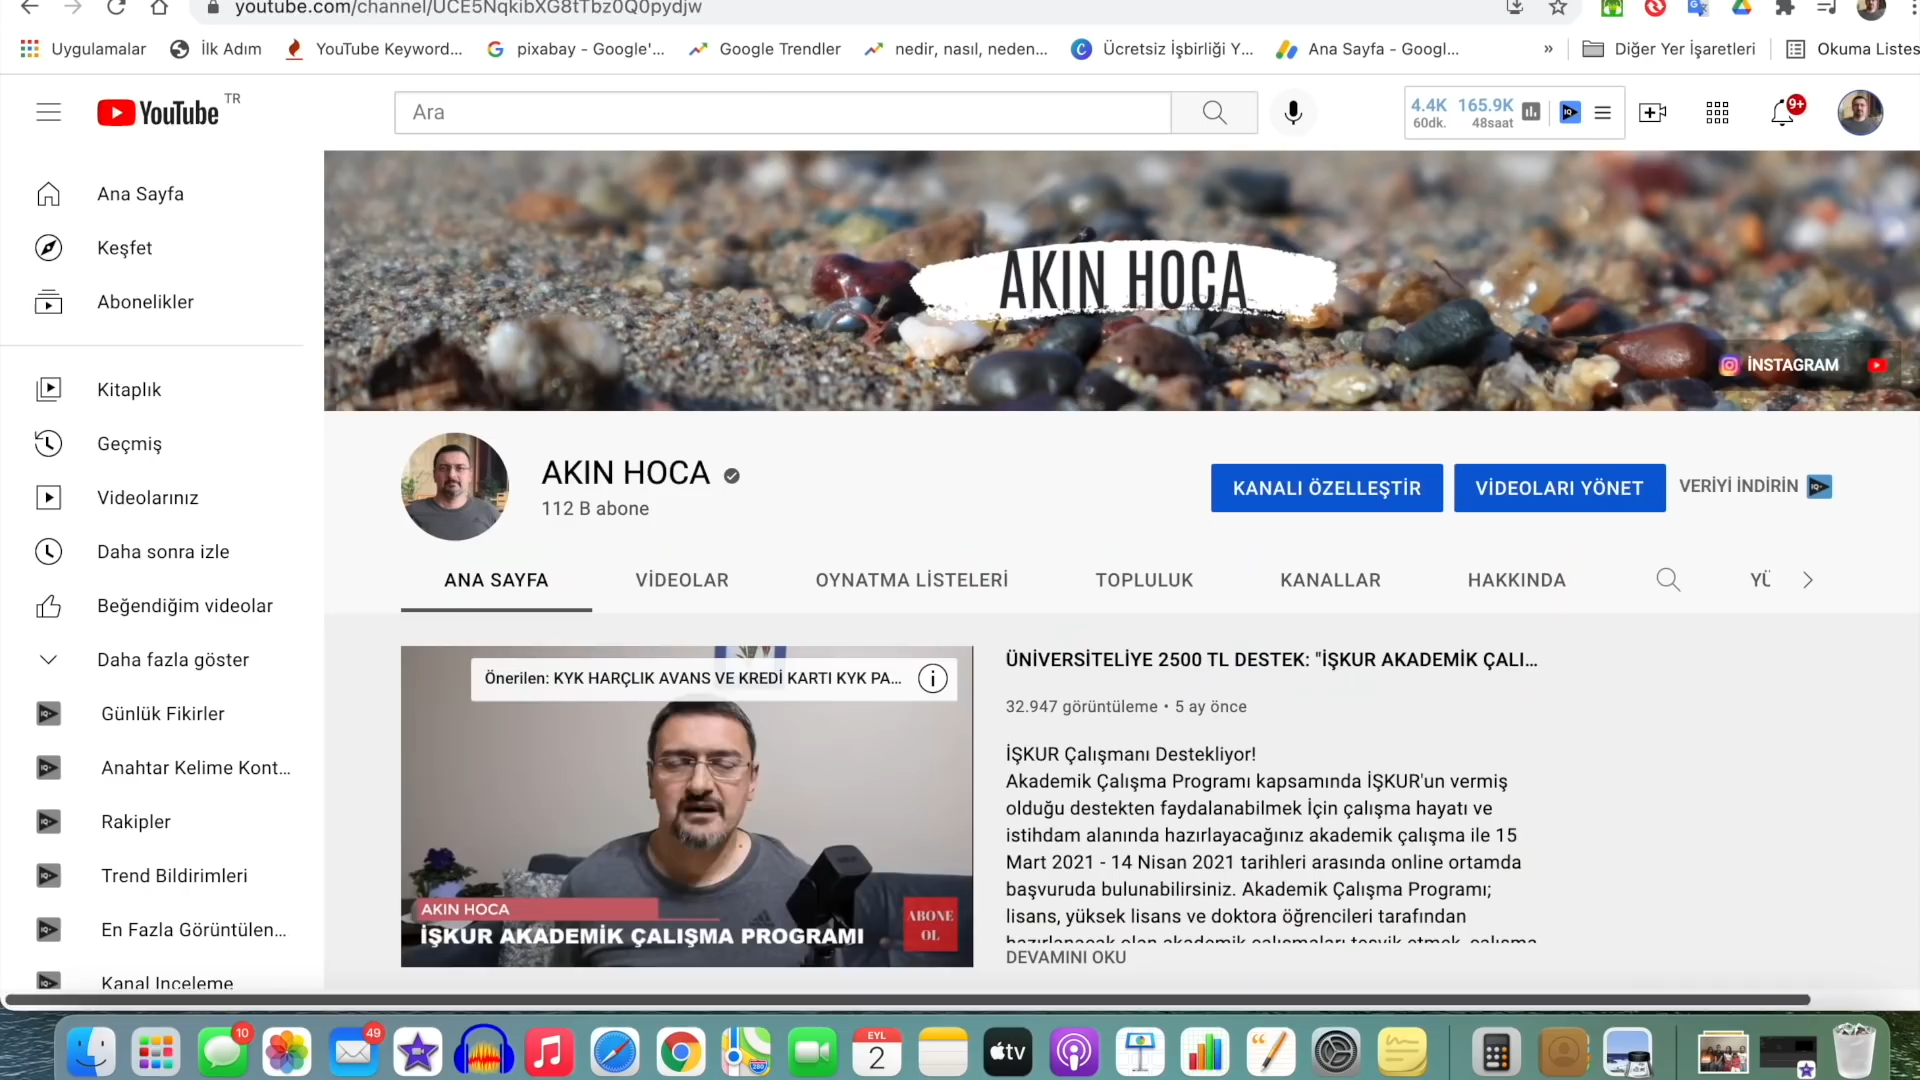 youtube.com/channel/UCE5NqkibXG8tTbz0Q0pydjw
Uygulamalar
İlk Adım
YouTube Keyword...
pixabay - Google'...
Google Trendler
nedir, nasıl, neden...
Ücretsiz İşbirliği Y...
Ana Sayfa - Googl...
»
Diğer Yer İşaretleri
Okuma Listes
YouTube TR
Ara
4.4K 165.9K
60dk. 48saat
9+
Ana Sayfa
Keşfet
Abonelikler
Kitaplık
Geçmiş
Videolarınız
Daha sonra izle
Beğendiğim videolar
Daha fazla göster
Günlük Fikirler
Anahtar Kelime Kont...
Rakipler
Trend Bildirimleri
En Fazla Görüntülen...
Kanal Inceleme
AKIN HOCA
İNSTAGRAM
AKIN HOCA
112 B abone
KANALI ÖZELLEŞTİR
VİDEOLARI YÖNET
VERİYİ İNDİRİN
ANA SAYFA
VİDEOLAR
OYNATMA LİSTELERİ
TOPLULUK
KANALLAR
HAKKINDA
YÜ
Önerilen: KYK HARÇLIK AVANS VE KREDİ KARTI KYK PA...
AKIN HOCA
İŞKUR AKADEMİK ÇALIŞMA PROGRAMI
ABONE
OL
ÜNİVERSİTELİYE 2500 TL DESTEK: "İŞKUR AKADEMİK ÇALI...
32.947 görüntüleme • 5 ay önce
İŞKUR Çalışmanı Destekliyor!
Akademik Çalışma Programı kapsamında İŞKUR'un vermiş
olduğu destekten faydalanabilmek İçin çalışma hayatı ve
istihdam alanında hazırlayacağınız akademik çalışma ile 15
Mart 2021 - 14 Nisan 2021 tarihleri arasında online ortamda
başvuruda bulunabilirsiniz. Akademik Çalışma Programı;
lisans, yüksek lisans ve doktora öğrencileri tarafından
hazırlanacak olan akademik çalışmaları teşvik etmek, çalışma
DEVAMINI OKU
10
49
EYL
2
tv